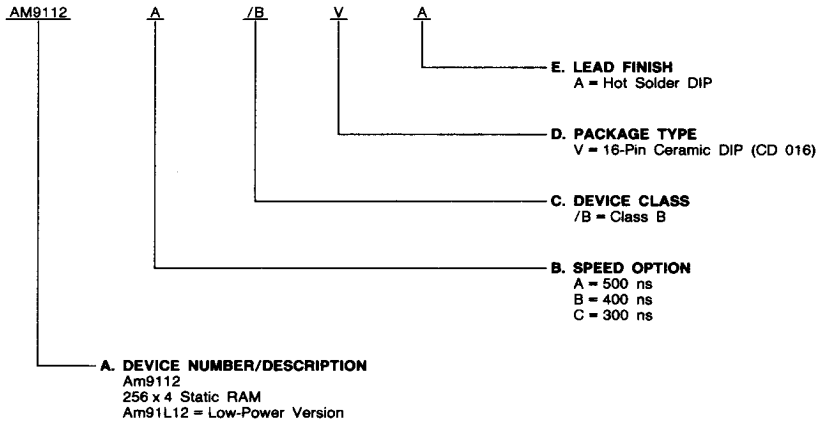 AM9112 A /B V A
E. LEAD FINISH
A = Hot Solder DIP
D. PACKAGE TYPE
V = 16-Pin Ceramic DIP (CD 016)
C. DEVICE CLASS
/B = Class B
B. SPEED OPTION
A = 500 ns
B = 400 ns
C = 300 ns
A. DEVICE NUMBER/DESCRIPTION
Am9112
256 x 4 Static RAM
Am91L12 = Low-Power Version